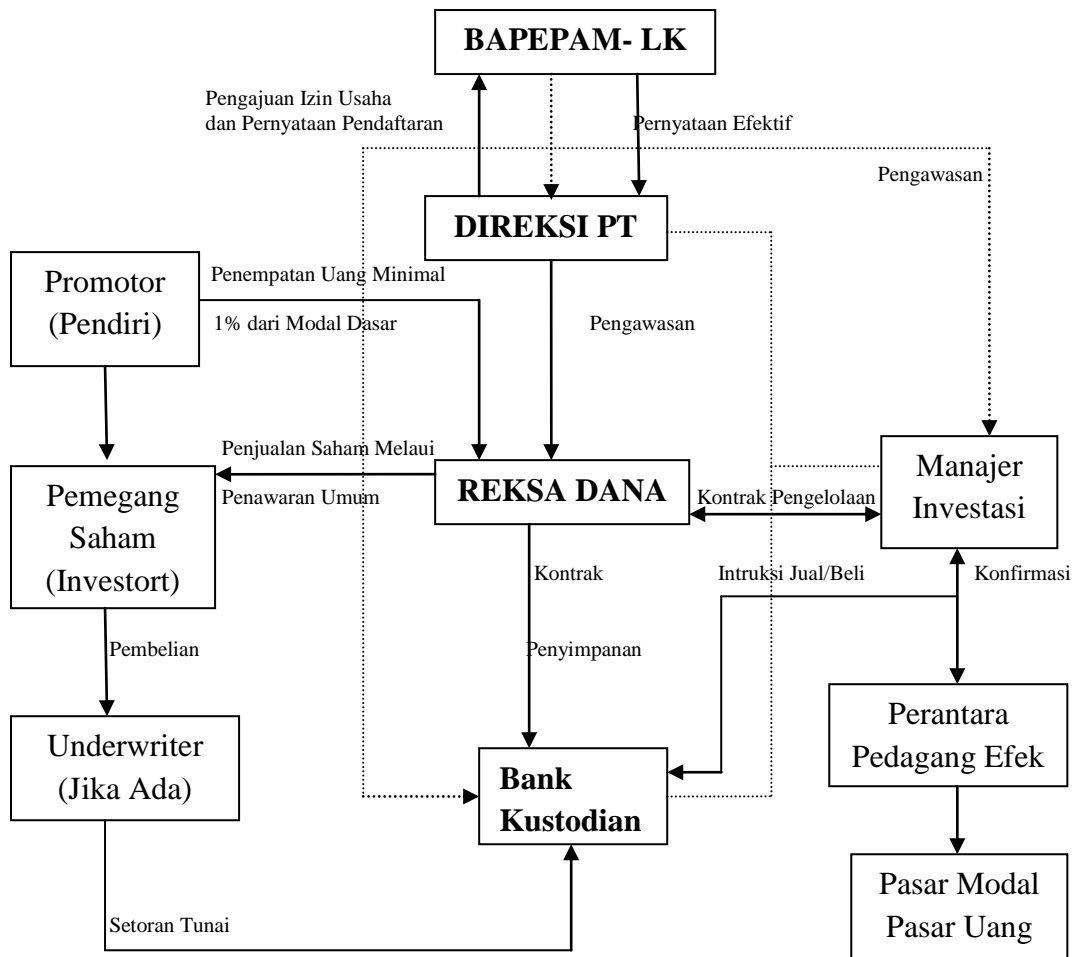 BAPEPAM- LK
Pengajuan Izin Usaha
dan Pernyataan Pendaftaran
Pernyataan Efektif
Pengawasan
DIREKSI PT
Promotor
(Pendiri)
Penempatan Uang Minimal
1% dari Modal Dasar
Pengawasan
Penjualan Saham Melaui
Penawaran Umum
Pemegang
Saham
(Investort)
REKSA DANA
Kontrak Pengelolaan
Manajer
Investasi
Kontrak
Penyimpanan
Intruksi Jual/Beli
Konfirmasi
Pembelian
Underwriter
(Jika Ada)
Bank
Kustodian
Perantara
Pedagang Efek
Setoran Tunai
Pasar Modal
Pasar Uang